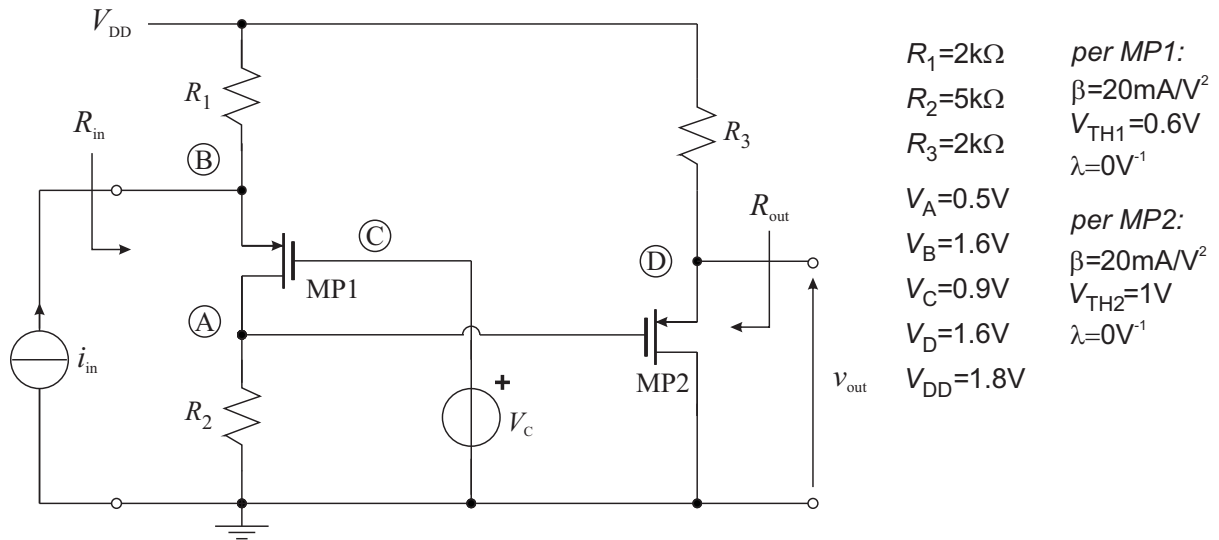 V_DD
R_1
R_in
B
C
MP1
A
i_in
R_2
+
V_C
R_3
R_out
D
MP2
v_out
R_1=2kΩ
R_2=5kΩ
R_3=2kΩ
V_A=0.5V
V_B=1.6V
V_C=0.9V
V_D=1.6V
V_DD=1.8V
per MP1:
β=20mA/V²
V_TH1=0.6V
λ=0V⁻¹
per MP2:
β=20mA/V²
V_TH2=1V
λ=0V⁻¹